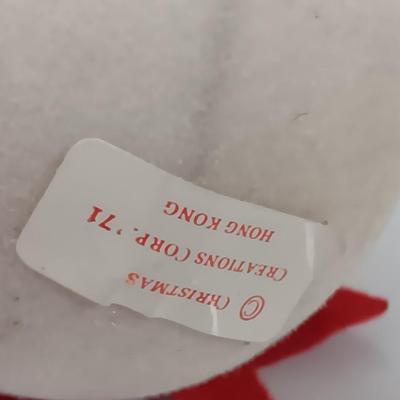 © CHRISTMAS
CREATIONS CORP. '71
HONG KONG